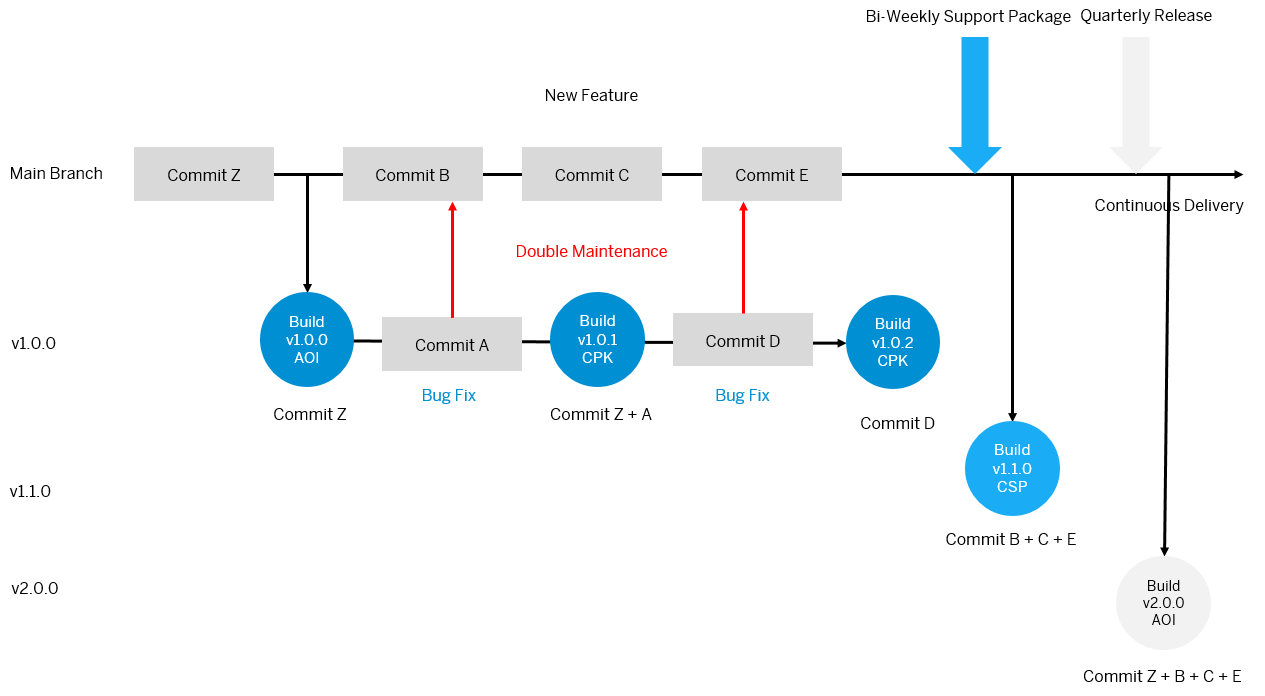 Bi-Weekly Support Package
Quarterly Release
New Feature
Main Branch
Commit Z
Commit B
Commit C
Commit E
Continuous Delivery
Double Maintenance
v1.0.0
Build
v1.0.0
AOI
Commit A
Build
v1.0.1
CPK
Commit D
Build
v1.0.2
CPK
Bug Fix
Bug Fix
Commit Z
Commit Z + A
Commit D
v1.1.0
Build
v1.1.0
CSP
Commit B + C + E
v2.0.0
Build
v2.0.0
AOI
Commit Z + B + C + E